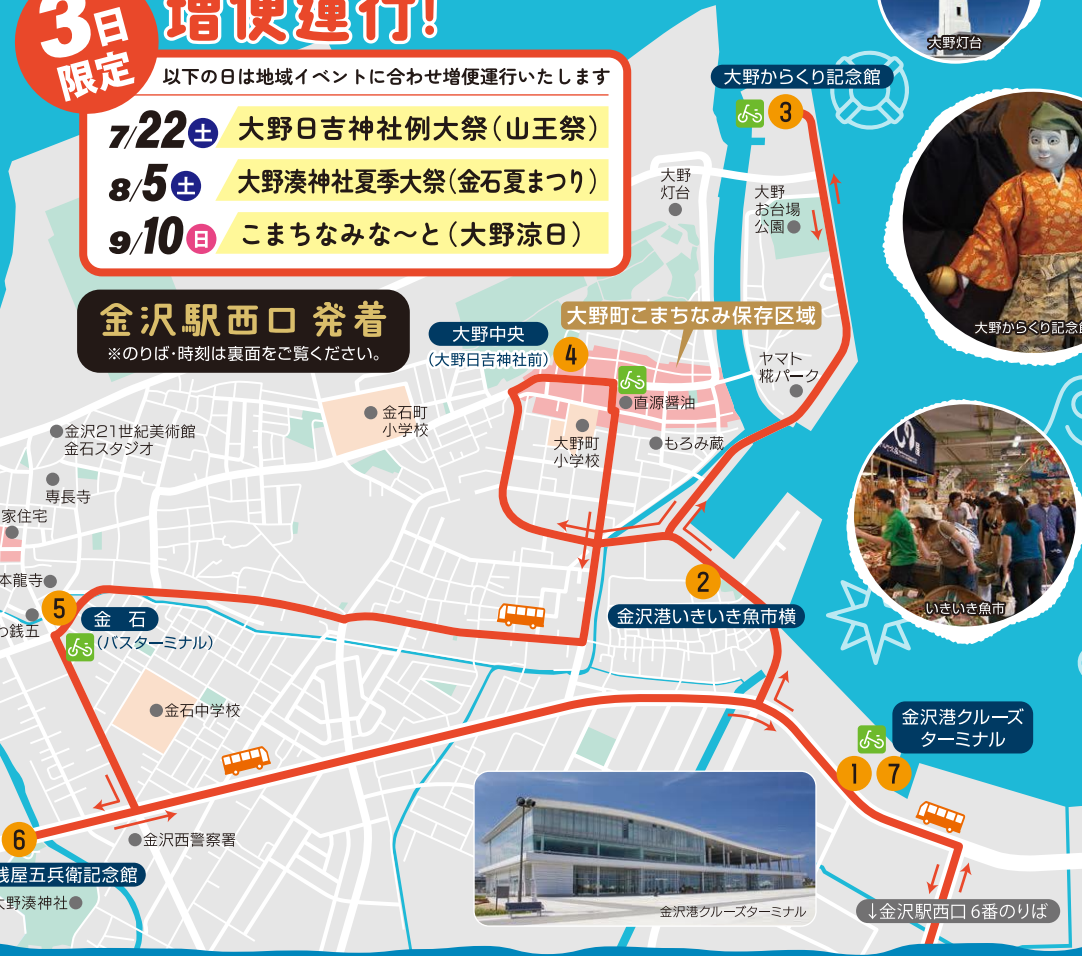 3日
限定
増便運行!
以下の日は地域イベントに合わせ増便運行いたします
7/22 土 大野日吉神社例大祭(山王祭)
8/5 土 大野湊神社夏季大祭(金石夏まつり)
9/10 日 こまちなみな〜と(大野涼日)
金沢駅西口 発着
※のりば・時刻は裏面をご覧ください。
大野灯台
大野からくり記念館
3
大野
灯台
大野
お台場
公園
大野からくり記念館
大野町こまちなみ保存区域
大野中央
(大野日吉神社前)
4
ヤマト
糀パーク
直源醤油
金石町
小学校
大野町
小学校
もろみ蔵
金沢21世紀美術館
金石スタジオ
専長寺
家住宅
本龍寺
5
金 石
(バスターミナル)
銭五
2
金沢港いきいき魚市横
いきいき魚市
金石中学校
金沢港クルーズ
ターミナル
1 7
6
金沢西警察署
銭屋五兵衛記念館
大野湊神社
金沢港クルーズターミナル
↓金沢駅西口 6番のりば